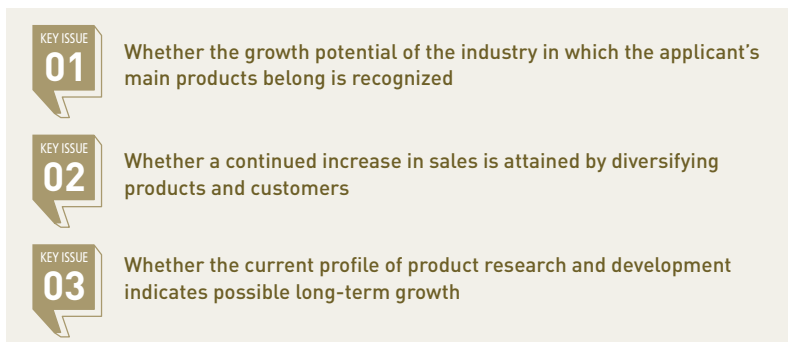 KEY ISSUE
01
Whether the growth potential of the industry in which the applicant's
main products belong is recognized
KEY ISSUE
02
Whether a continued increase in sales is attained by diversifying
products and customers
KEY ISSUE
03
Whether the current profile of product research and development
indicates possible long-term growth